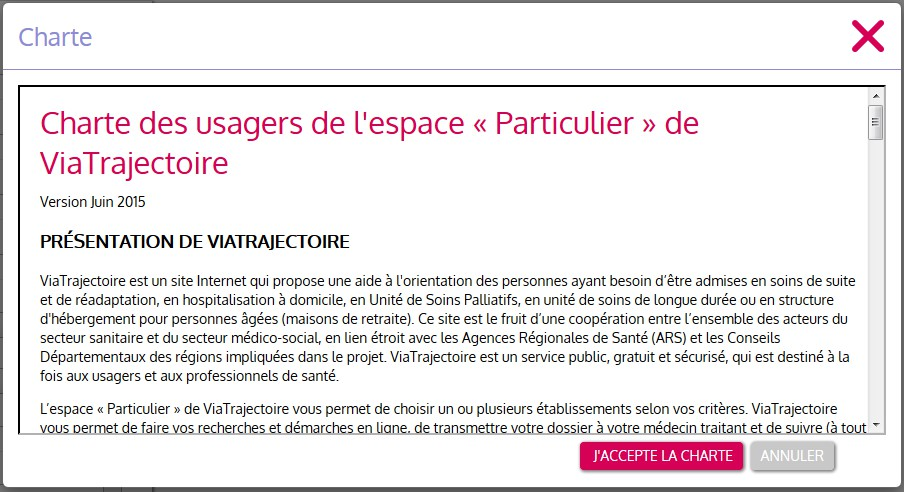 Charte
Charte des usagers de l'espace « Particulier » de
ViaTrajectoire
Version Juin 2015
PRÉSENTATION DE VIATRAJECTOIRE
ViaTrajectoire est un site Internet qui propose une aide à l'orientation des personnes ayant besoin d’être admises en soins de suite
et de réadaptation, en hospitalisation à domicile, en Unité de Soins Palliatifs, en unité de soins de longue durée ou en structure
d'hébergement pour personnes âgées (maisons de retraite). Ce site est le fruit d’une coopération entre l’ensemble des acteurs du
secteur sanitaire et du secteur médico-social, en lien étroit avec les Agences Régionales de Santé (ARS) et les Conseils
Départementaux des régions impliquées dans le projet. ViaTrajectoire est un service public, gratuit et sécurisé, qui est destiné à la
fois aux usagers et aux professionnels de santé.
L’espace « Particulier » de ViaTrajectoire vous permet de choisir un ou plusieurs établissements selon vos critères. ViaTrajectoire
vous permet de faire vos recherches et démarches en ligne, de transmettre votre dossier à votre médecin traitant et de suivre (à tout
J'ACCEPTE LA CHARTE
ANNULER